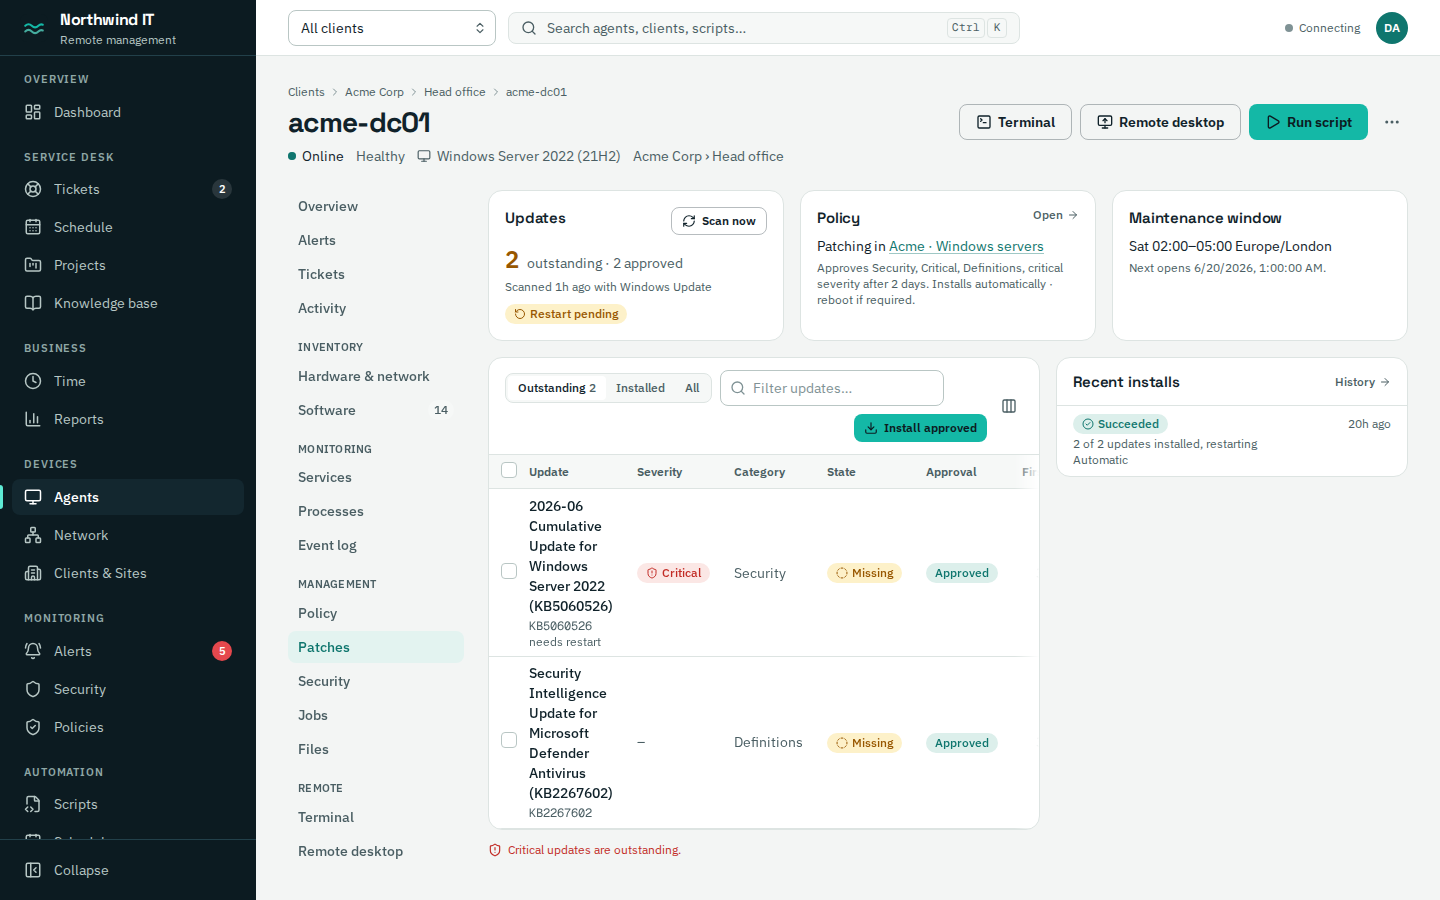 Northwind IT
Remote management
OVERVIEW
Dashboard
SERVICE DESK
Tickets
2
Schedule
Projects
Knowledge base
BUSINESS
Time
Reports
DEVICES
Agents
Network
Clients & Sites
MONITORING
Alerts
5
Security
Policies
AUTOMATION
Scripts
Collapse
All clients
Search agents, clients, scripts...
Ctrl K
Connecting
DA
Clients > Acme Corp > Head office > acme-dc01
acme-dc01
Online Healthy Windows Server 2022 (21H2) Acme Corp › Head office
Terminal
Remote desktop
Run script
Overview
Alerts
Tickets
Activity
INVENTORY
Hardware & network
Software 14
MONITORING
Services
Processes
Event log
MANAGEMENT
Policy
Patches
Security
Jobs
Files
REMOTE
Terminal
Remote desktop
Updates
Scan now
2 outstanding · 2 approved
Scanned 1h ago with Windows Update
Restart pending
Policy
Open
Patching in Acme · Windows servers
Approves Security, Critical, Definitions, critical
severity after 2 days. Installs automatically ·
reboot if required.
Maintenance window
Sat 02:00–05:00 Europe/London
Next opens 6/20/2026, 1:00:00 AM.
Outstanding 2 Installed All
Filter updates...
Install approved
Update Severity Category State Approval
2026-06
Cumulative
Update for
Windows
Server 2022
(KB5060526)
KB5060526
needs restart
Critical
Security
Missing
Approved
Security
Intelligence
Update for
Microsoft
Defender
Antivirus
(KB2267602)
KB2267602
–
Definitions
Missing
Approved
Critical updates are outstanding.
Recent installs
History
Succeeded
20h ago
2 of 2 updates installed, restarting
Automatic